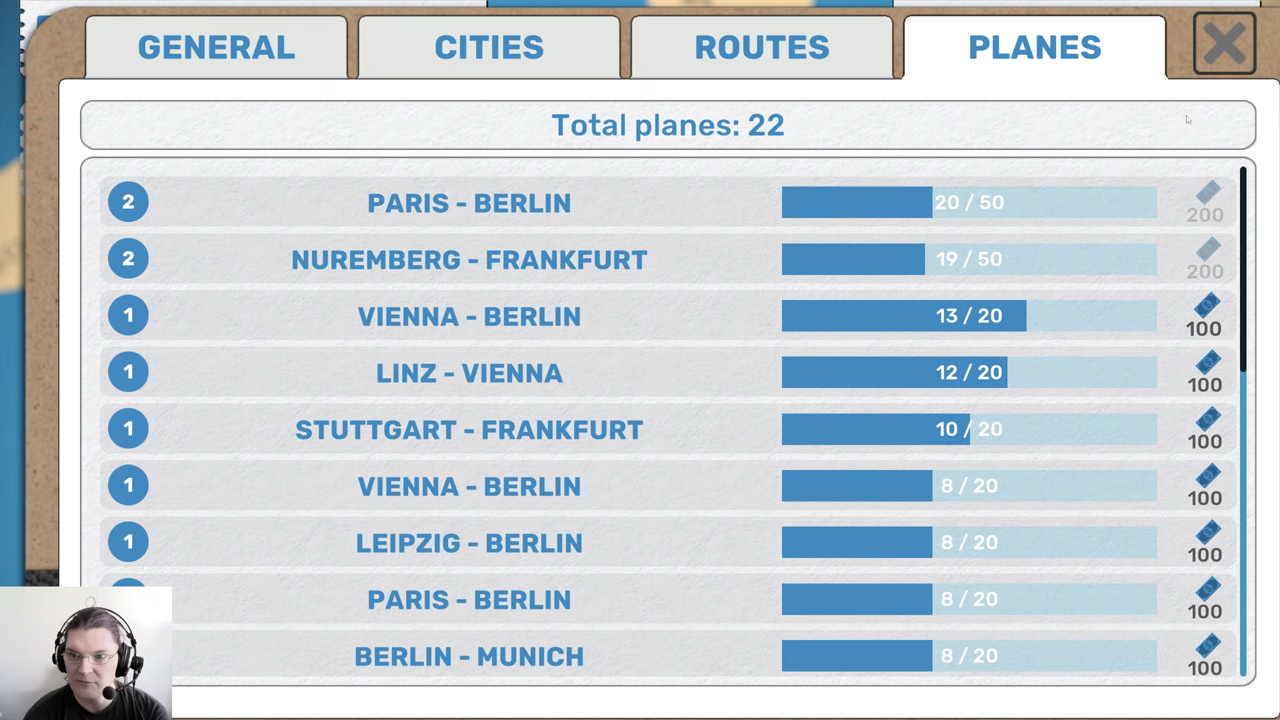 GENERAL CITIES ROUTES PLANES
Total planes: 22
2 PARIS - BERLIN 20 / 50 200
2 NUREMBERG - FRANKFURT 19 / 50 200
1 VIENNA - BERLIN 13 / 20 100
1 LINZ - VIENNA 12 / 20 100
1 STUTTGART - FRANKFURT 10 / 20 100
1 VIENNA - BERLIN 8 / 20 100
1 LEIPZIG - BERLIN 8 / 20 100
PARIS - BERLIN 8 / 20 100
BERLIN - MUNICH 8 / 20 100